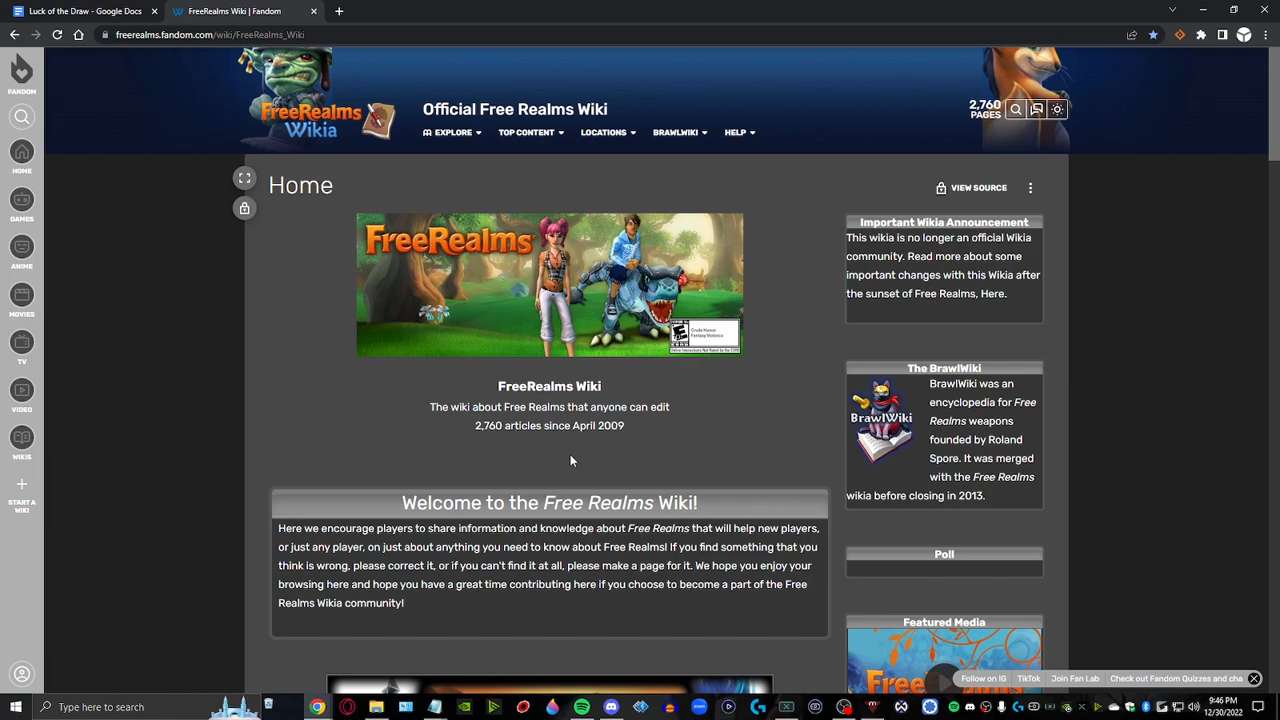 Luck of the Draw - Google Docs
FreeRealms Wiki | Fandom
freerealms.fandom.com/wiki/FreeRealms_Wiki
FANDOM
HOME
GAMES
ANIME
MOVIES
TV
VIDEO
WIKIS
START A
WIKI
FreeRealms
Wikia
Official Free Realms Wiki
EXPLORE
TOP CONTENT
LOCATIONS
BRAWLWIKI
HELP
2,760
PAGES
Home
VIEW SOURCE
FreeRealms
E
Crude Humor
Fantasy Violence
FreeRealms Wiki
The wiki about Free Realms that anyone can edit
2,760 articles since April 2009
Welcome to the Free Realms Wiki!
Here we encourage players to share information and knowledge about Free Realms that will help new players,
or just any player, on just about anything you need to know about Free Realms! If you find something that you
think is wrong, please correct it, or if you can't find it at all, please make a page for it. We hope you enjoy your
browsing here and hope you have a great time contributing here if you choose to become a part of the Free
Realms Wikia community!
Important Wikia Announcement
This wikia is no longer an official Wikia
community. Read more about some
important changes with this Wikia after
the sunset of Free Realms, Here.
The BrawlWiki
BrawlWiki
BrawlWiki was an
encyclopedia for Free
Realms weapons
founded by Roland
Spore. It was merged
with the Free Realms
wikia before closing in 2013.
Poll
Featured Media
Follow on IG
TikTok
Join Fan Lab
Check out Fandom Quizzes and cha
Type here to search
9:46 PM
12/30/2022